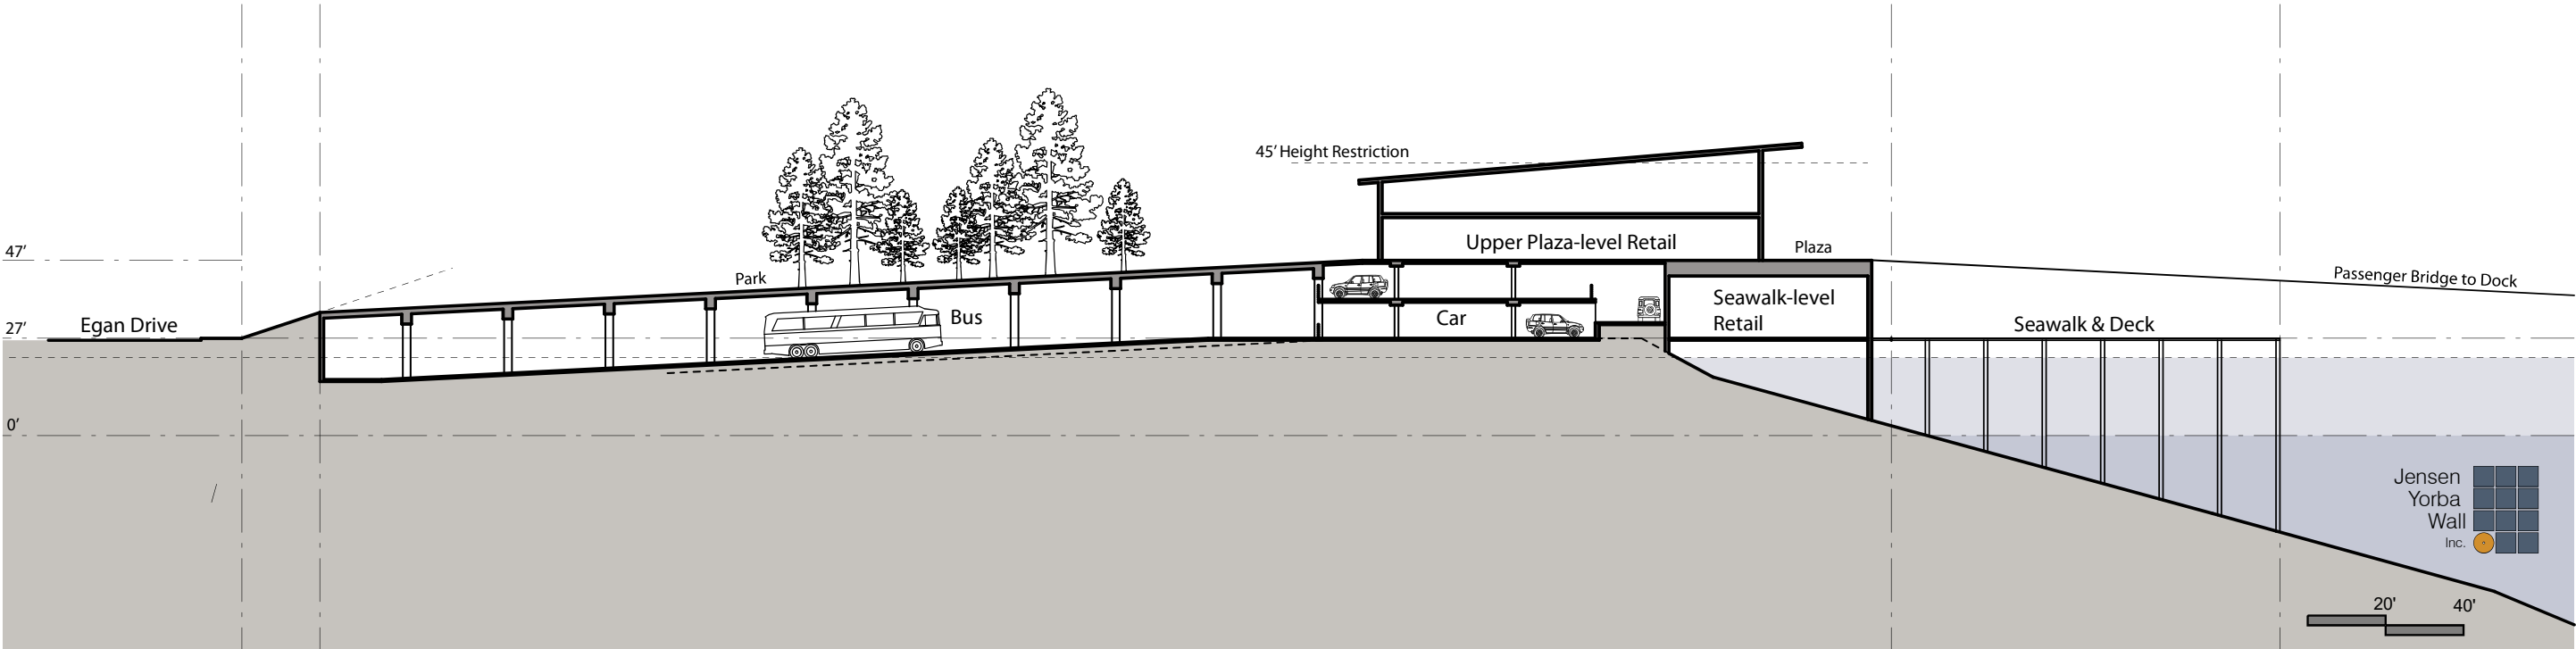 45’ Height Restriction
47’
Upper Plaza-level Retail
Plaza
Park
Passenger Bridge to Dock
27’
Egan Drive
Bus
Car
Seawalk-level
Retail
Seawalk & Deck
0’
Jensen
Yorba
Wall
Inc.
20'
40'